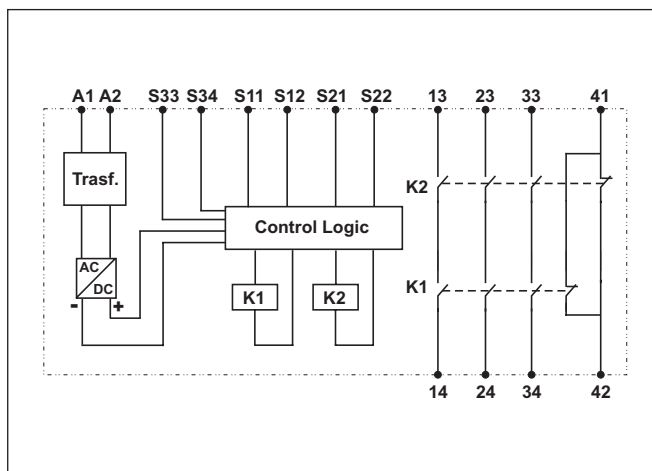 A1 A2 S33 S34 S11 S12 S21 S22 13 23 33 41
Trasf.
K2
Control Logic
AC
DC
- +
K1 K2
K1
14 24 34 42